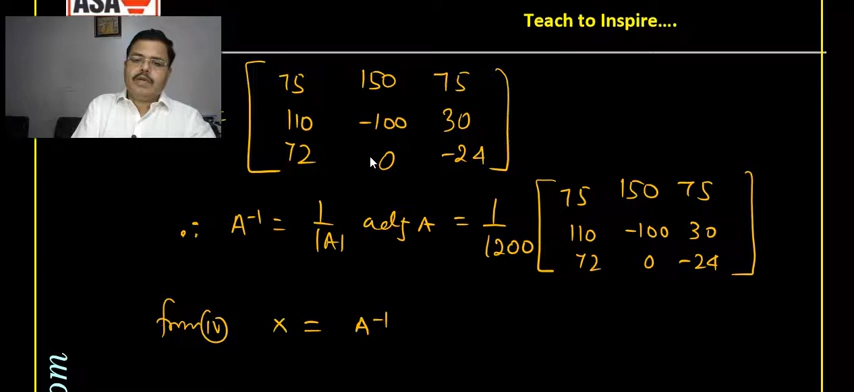 ASA
Teach to Inspire....
= [ 75 150 75
110 -100 30
72 0 -24 ]
∴ A⁻¹ = 1/|A| adj A = 1/1200 [ 75 150 75
110 -100 30
72 0 -24 ]
from (iv) x = A⁻¹
om